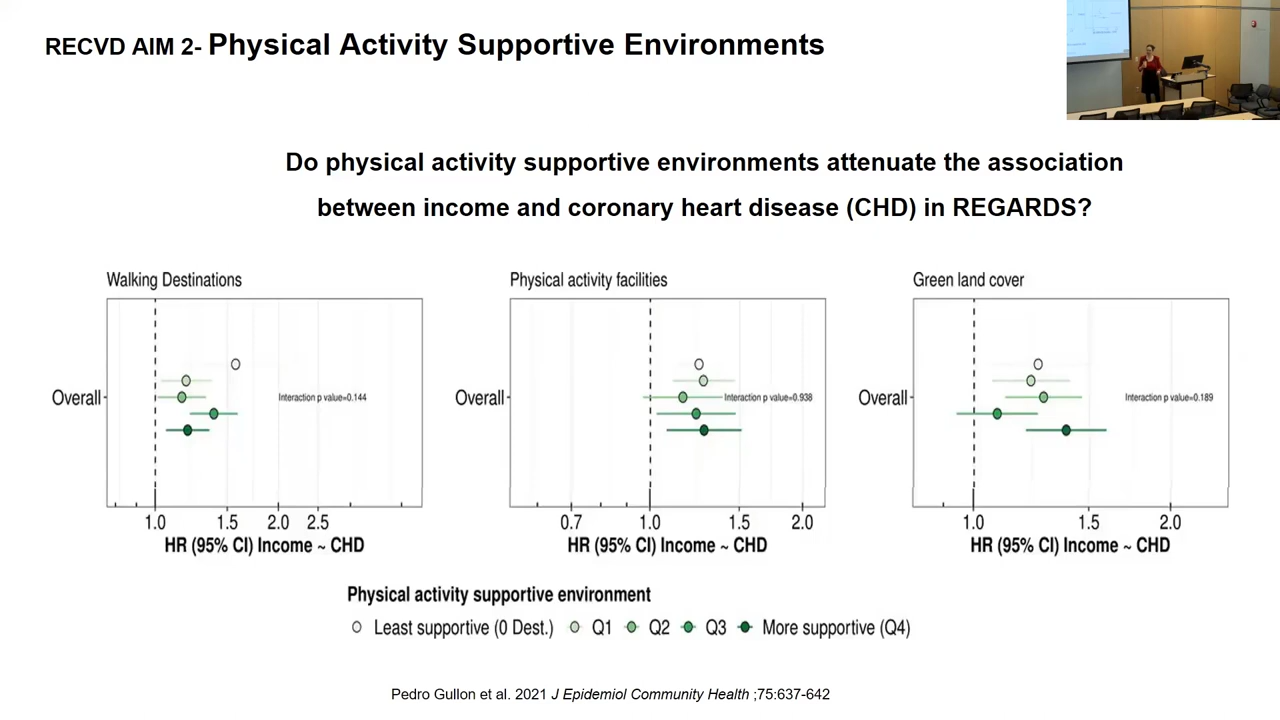 RECVD AIM 2- Physical Activity Supportive Environments
Do physical activity supportive environments attenuate the association
between income and coronary heart disease (CHD) in REGARDS?
Walking Destinations
Overall
Interaction p value=0.144
1.0 1.5 2.0 2.5
HR (95% CI) Income ~ CHD
Physical activity facilities
Overall
Interaction p value=0.938
0.7 1.0 1.5 2.0
HR (95% CI) Income ~ CHD
Green land cover
Overall
Interaction p value=0.189
1.0 1.5 2.0
HR (95% CI) Income ~ CHD
Physical activity supportive environment
Least supportive (0 Dest.) Q1 Q2 Q3 More supportive (Q4)
Pedro Gullon et al. 2021 J Epidemiol Community Health ;75:637-642